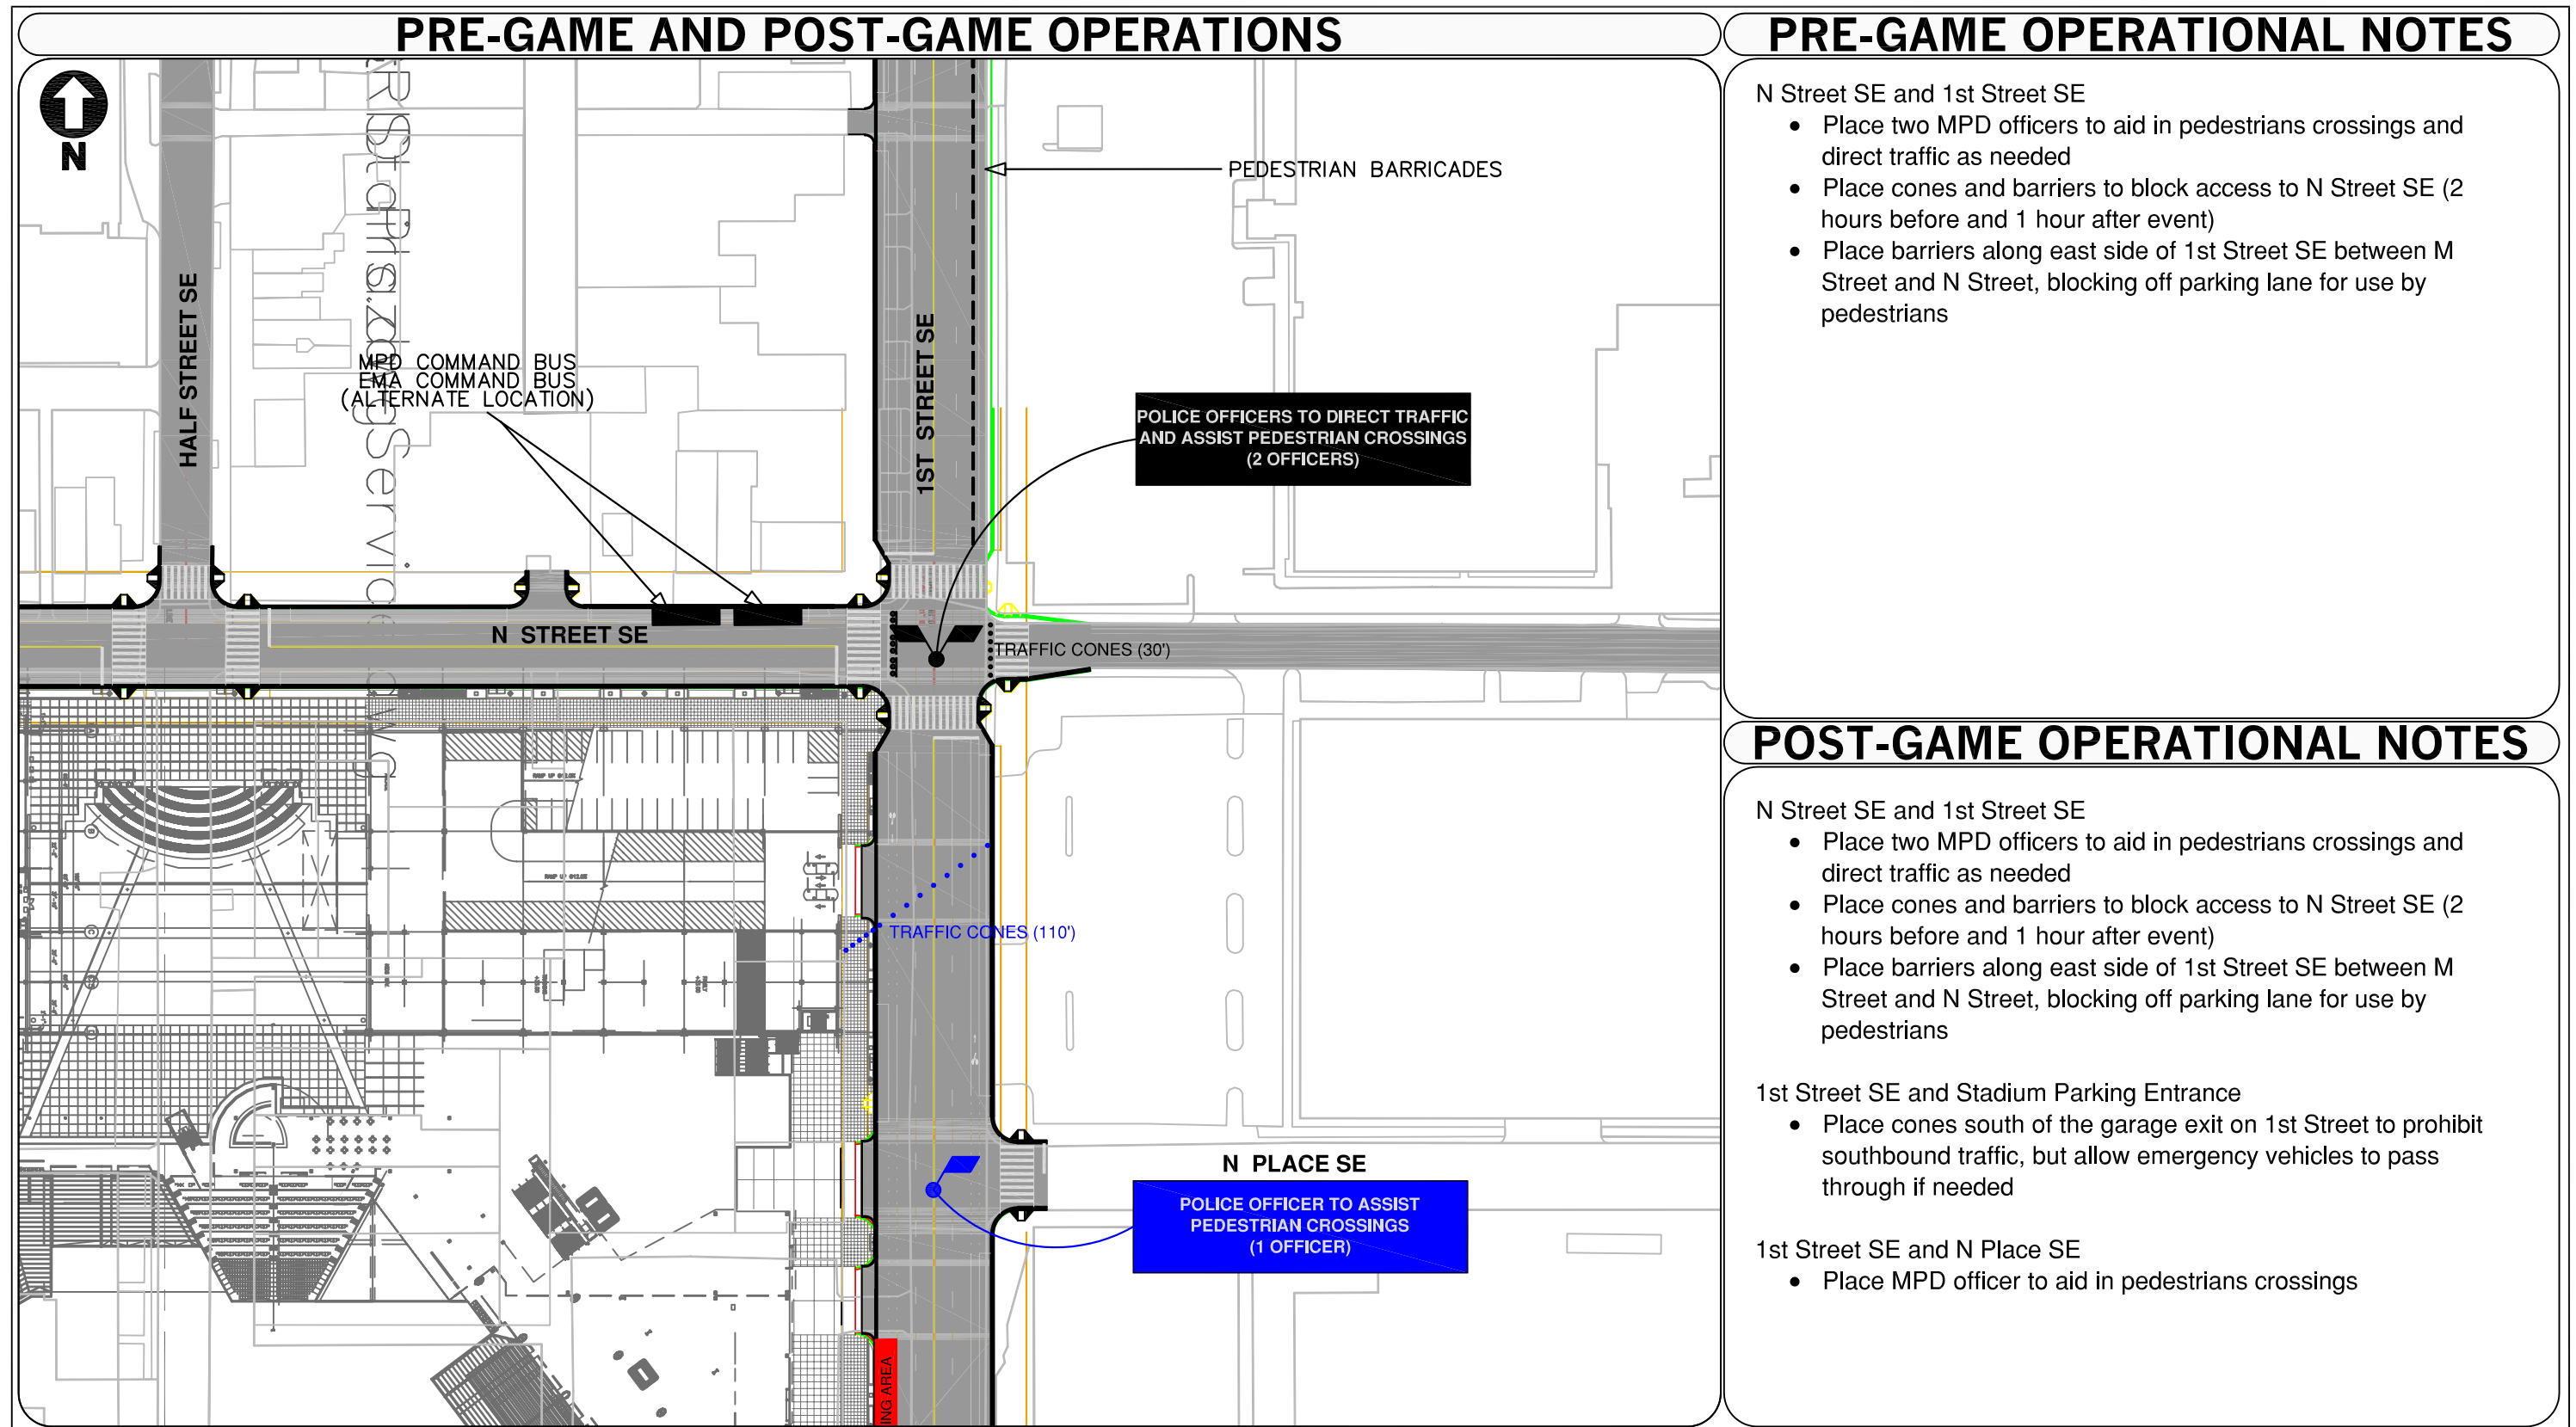 PRE-GAME AND POST-GAME OPERATIONS
PRE-GAME OPERATIONAL NOTES
N
HALF STREET SE
1ST STREET SE
PEDESTRIAN BARRICADES
MPD COMMAND BUS
EMA COMMAND BUS
(ALTERNATE LOCATION)
POLICE OFFICERS TO DIRECT TRAFFIC
AND ASSIST PEDESTRIAN CROSSINGS
(2 OFFICERS)
N STREET SE
TRAFFIC CONES (30')
TRAFFIC CONES (110')
N PLACE SE
POLICE OFFICER TO ASSIST
PEDESTRIAN CROSSINGS
(1 OFFICER)
ING AREA
N Street SE and 1st Street SE
• Place two MPD officers to aid in pedestrians crossings and
direct traffic as needed
• Place cones and barriers to block access to N Street SE (2
hours before and 1 hour after event)
• Place barriers along east side of 1st Street SE between M
Street and N Street, blocking off parking lane for use by
pedestrians
POST-GAME OPERATIONAL NOTES
N Street SE and 1st Street SE
• Place two MPD officers to aid in pedestrians crossings and
direct traffic as needed
• Place cones and barriers to block access to N Street SE (2
hours before and 1 hour after event)
• Place barriers along east side of 1st Street SE between M
Street and N Street, blocking off parking lane for use by
pedestrians
1st Street SE and Stadium Parking Entrance
• Place cones south of the garage exit on 1st Street to prohibit
southbound traffic, but allow emergency vehicles to pass
through if needed
1st Street SE and N Place SE
• Place MPD officer to aid in pedestrians crossings